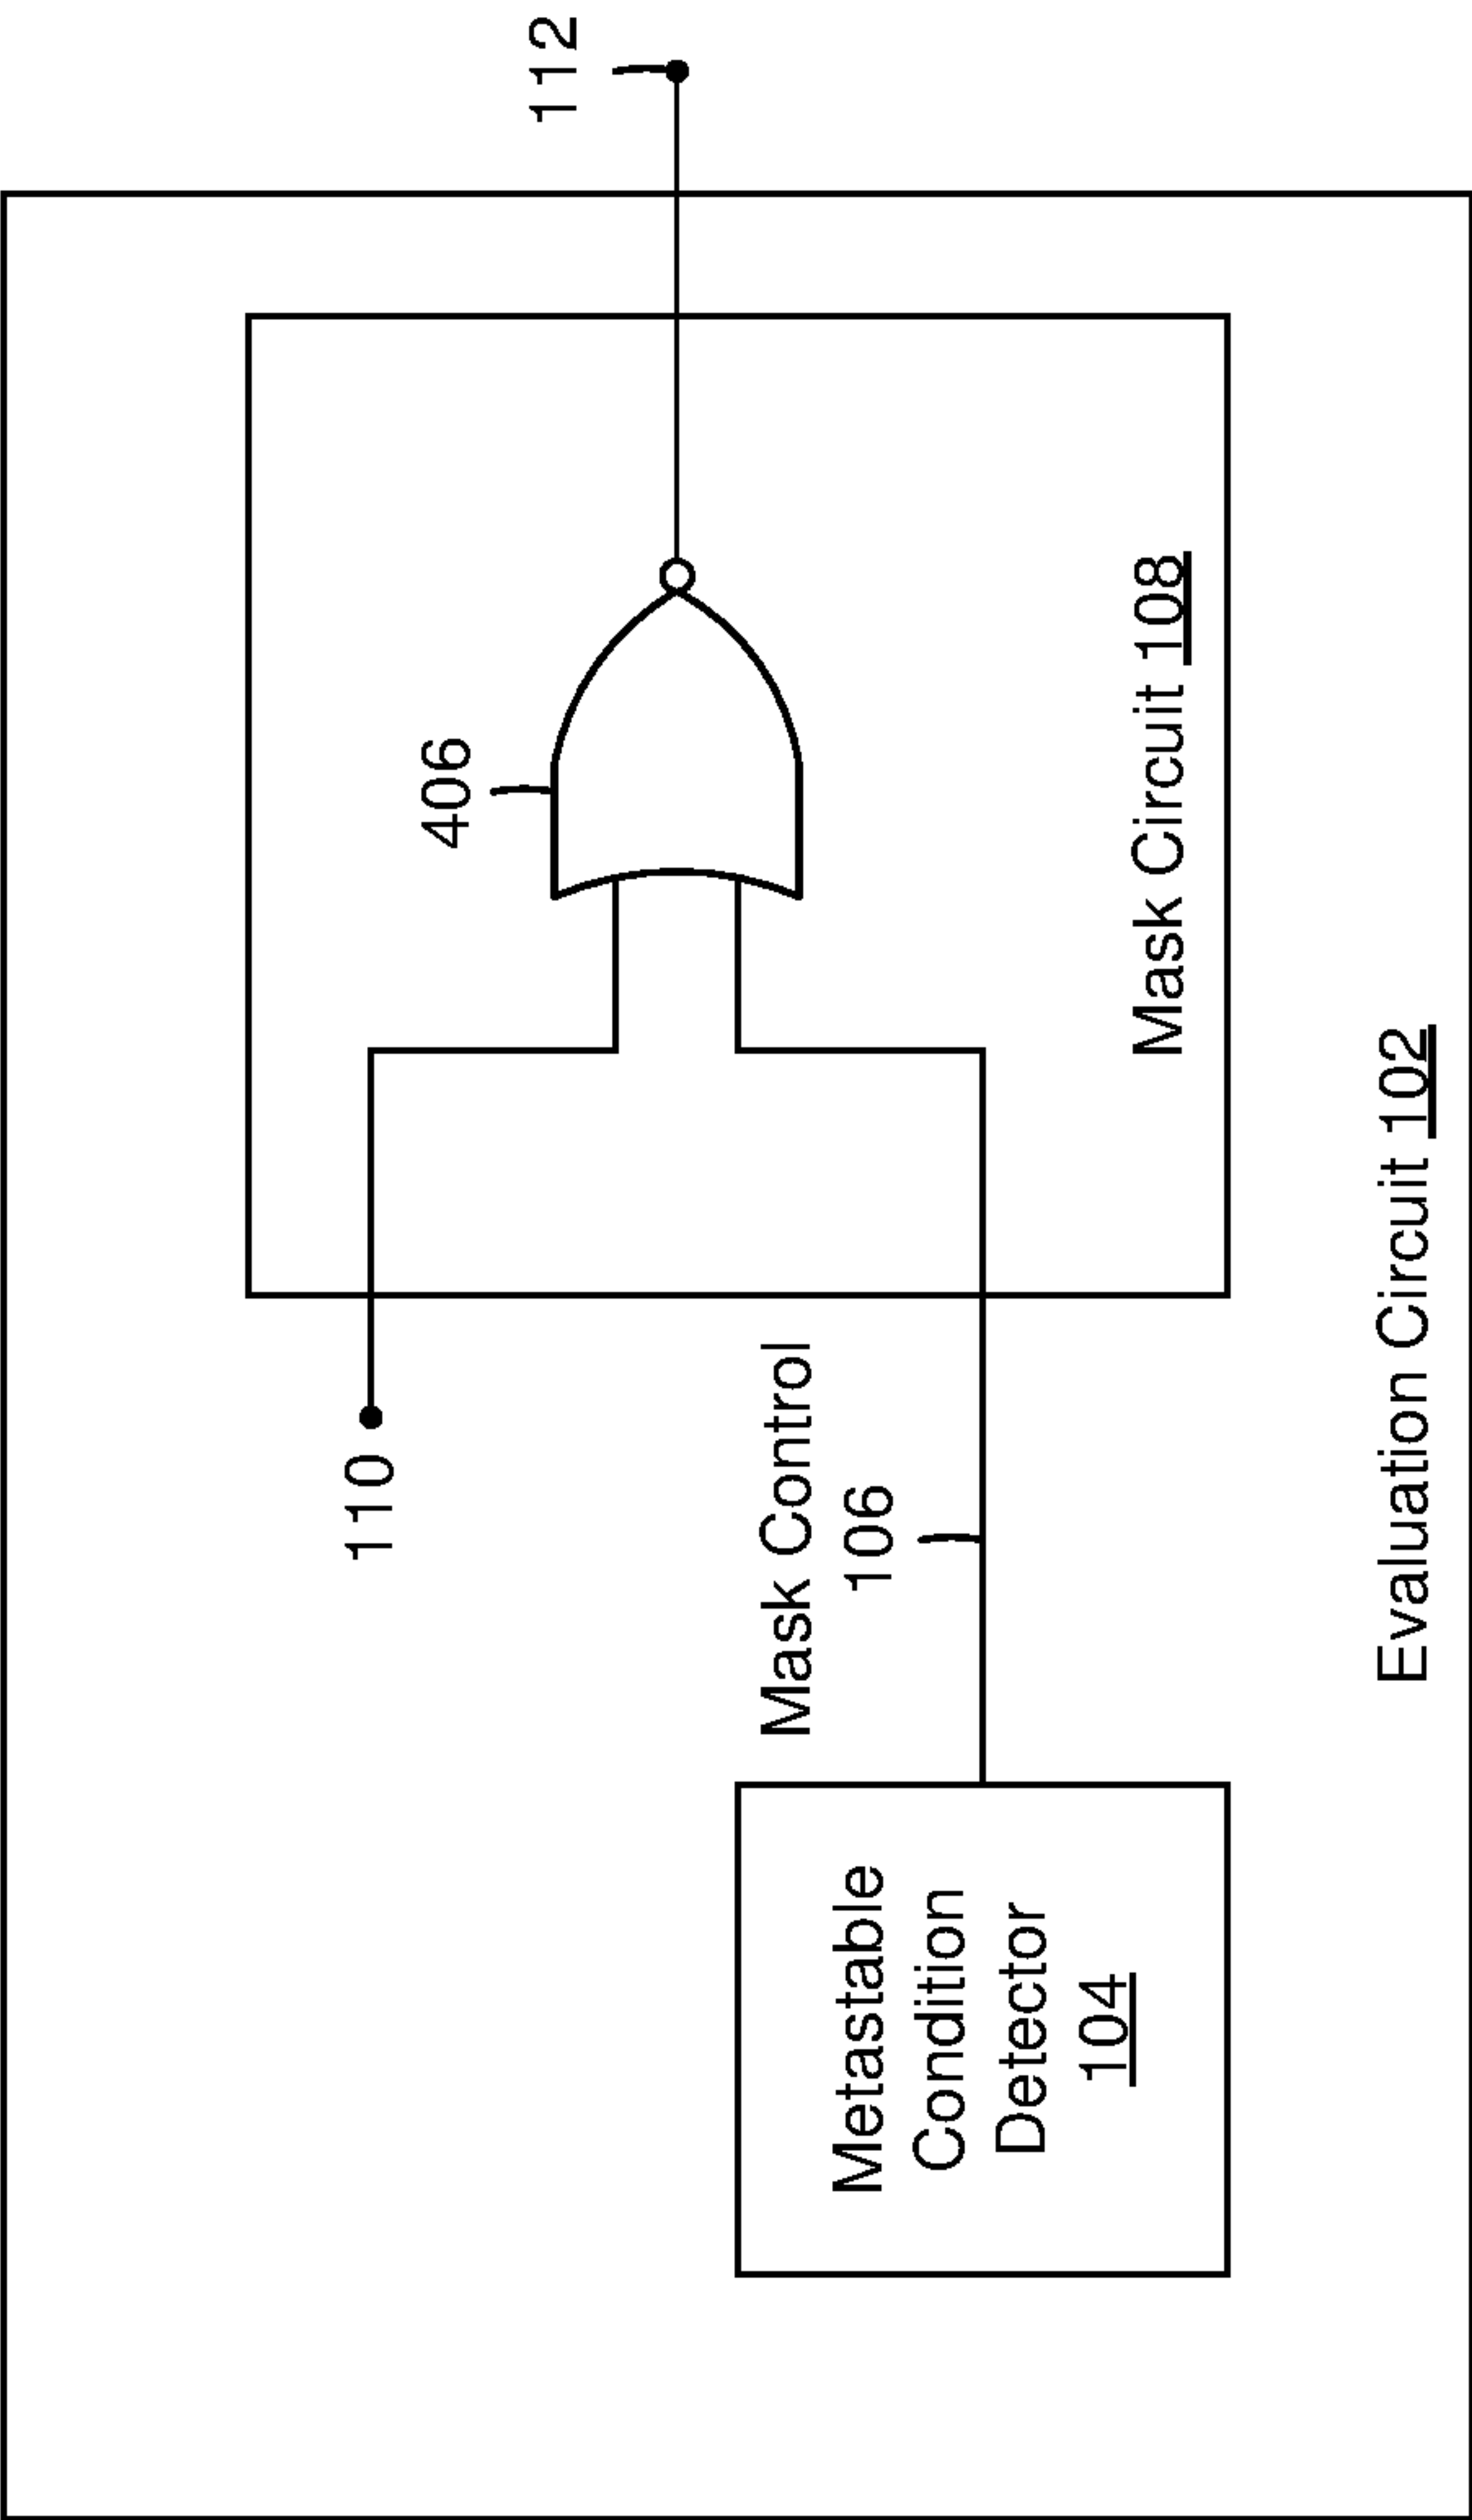 112
406
110
Mask Control
106
Mask Circuit 108
Metastable
Condition
Detector
104
Evaluation Circuit 102